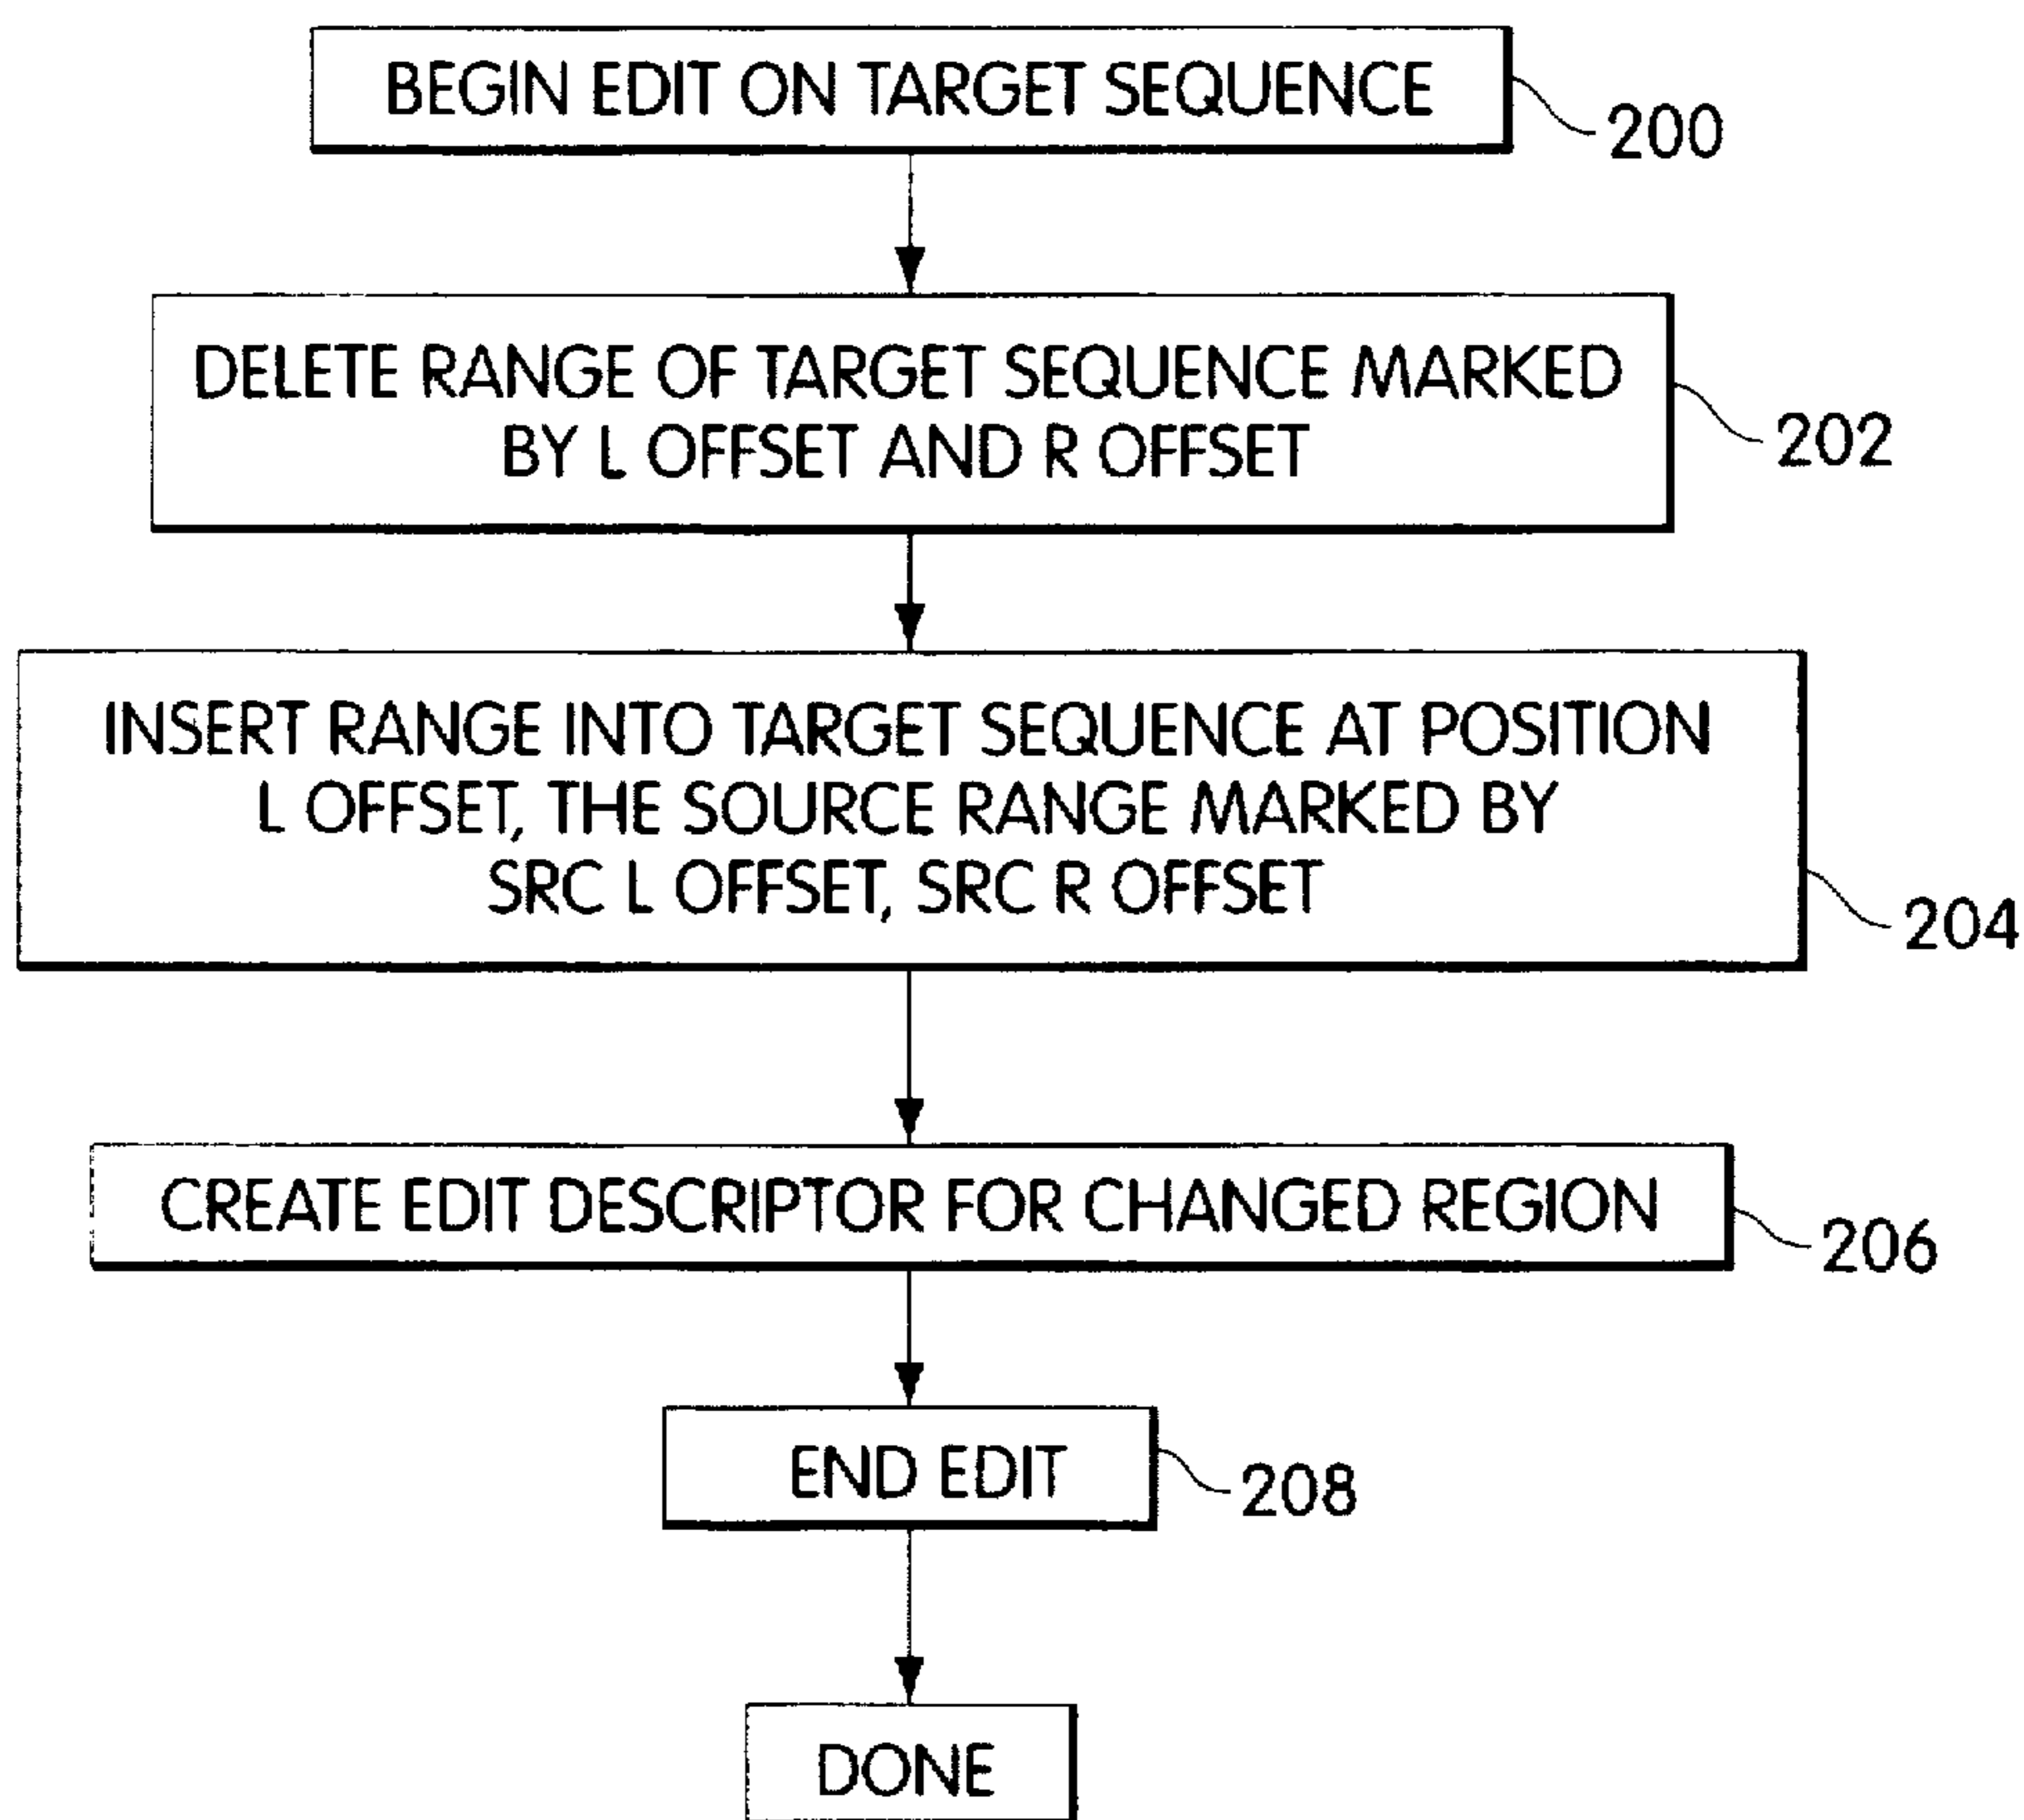 BEGIN EDIT ON TARGET SEQUENCE
200
DELETE RANGE OF TARGET SEQUENCE MARKED
BY L OFFSET AND R OFFSET
202
INSERT RANGE INTO TARGET SEQUENCE AT POSITION
L OFFSET, THE SOURCE RANGE MARKED BY
SRC L OFFSET, SRC R OFFSET
204
CREATE EDIT DESCRIPTOR FOR CHANGED REGION
206
END EDIT
208
DONE